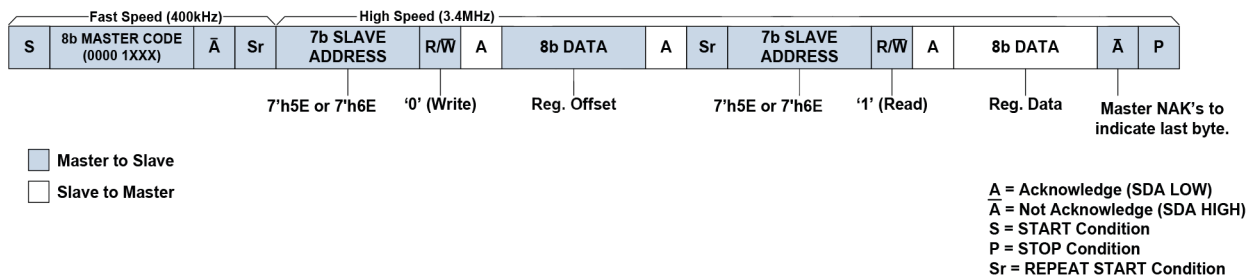 Fast Speed (400kHz) High Speed (3.4MHz)
S 8b MASTER CODE (0000 1XXX) A̅ Sr 7b SLAVE ADDRESS R/W̅ A 8b DATA A Sr 7b SLAVE ADDRESS R/W̅ A 8b DATA A̅ P
7'h5E or 7'h6E '0' (Write) Reg. Offset 7'h5E or 7'h6E '1' (Read) Reg. Data Master NAK's to
indicate last byte.
Master to Slave
Slave to Master
A = Acknowledge (SDA LOW)
A̅ = Not Acknowledge (SDA HIGH)
S = START Condition
P = STOP Condition
Sr = REPEAT START Condition